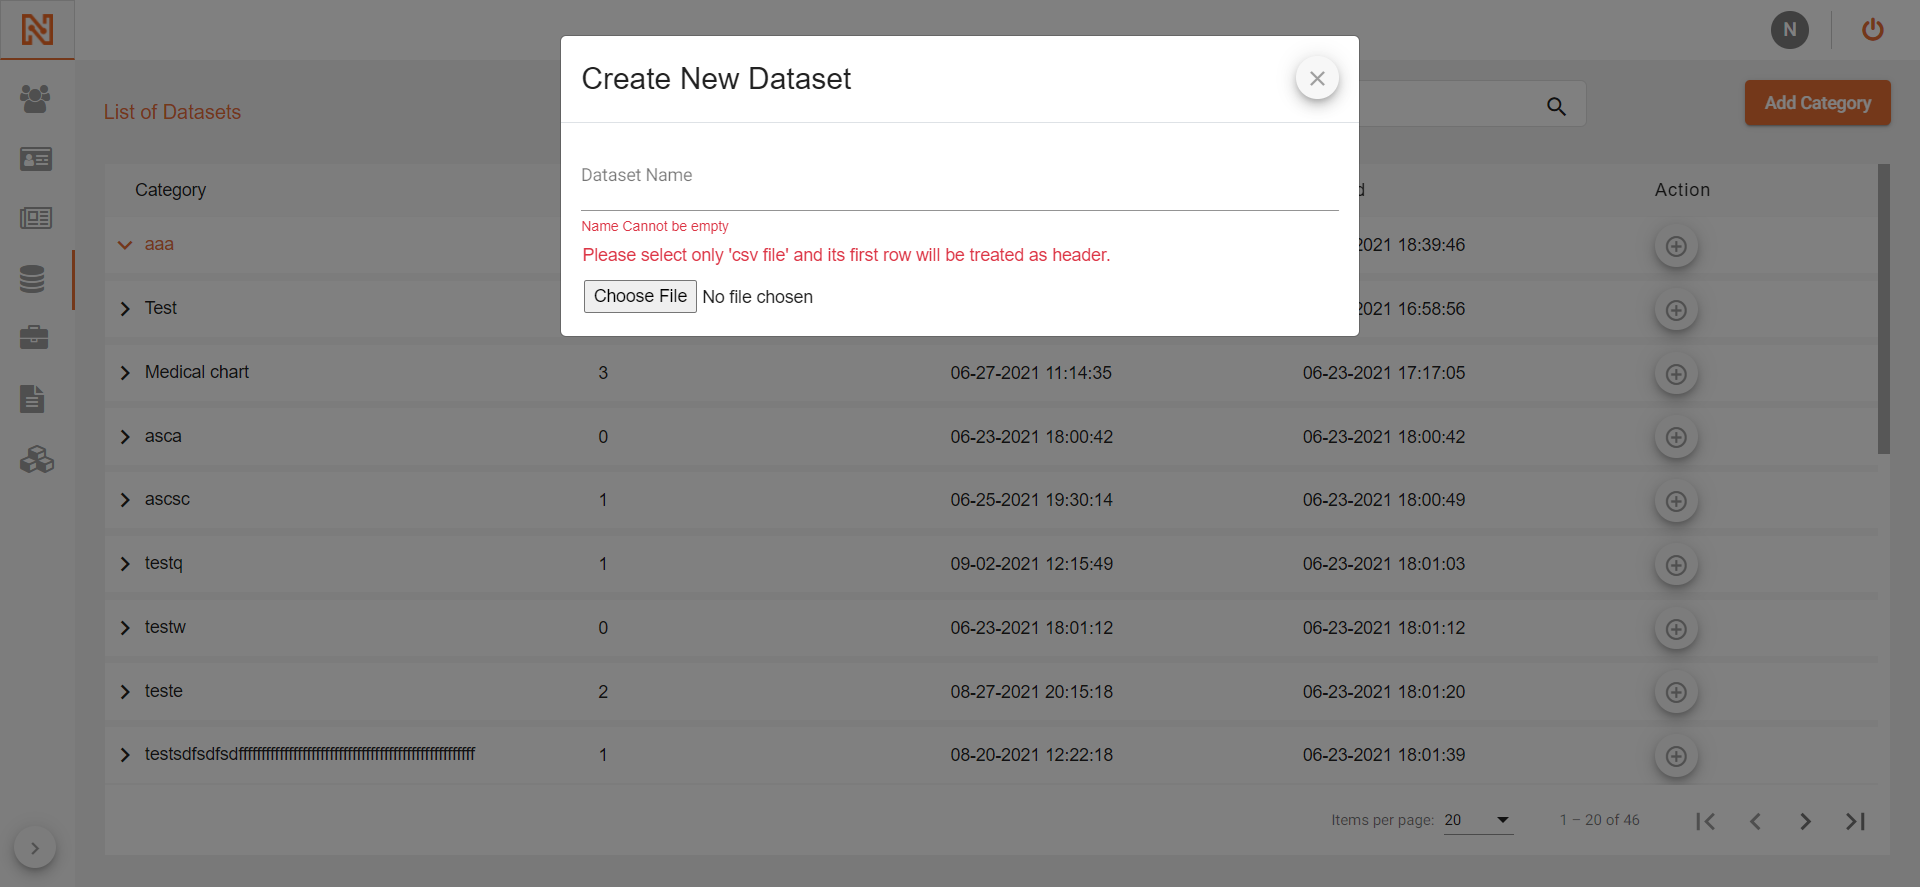 N
Create New Dataset
List of Datasets
Add Category
Dataset Name
Category
d
Action
Name Cannot be empty
aaa
2021 18:39:46
Please select only 'csv file' and its first row will be treated as header.
Choose File No file chosen
Test
2021 16:58:56
Medical chart 3 06-27-2021 11:14:35 06-23-2021 17:17:05
asca 0 06-23-2021 18:00:42 06-23-2021 18:00:42
ascsc 1 06-25-2021 19:30:14 06-23-2021 18:00:49
testq 1 09-02-2021 12:15:49 06-23-2021 18:01:03
testw 0 06-23-2021 18:01:12 06-23-2021 18:01:12
teste 2 08-27-2021 20:15:18 06-23-2021 18:01:20
1 08-20-2021 12:22:18 06-23-2021 18:01:39
Items per page: 20 1 – 20 of 46